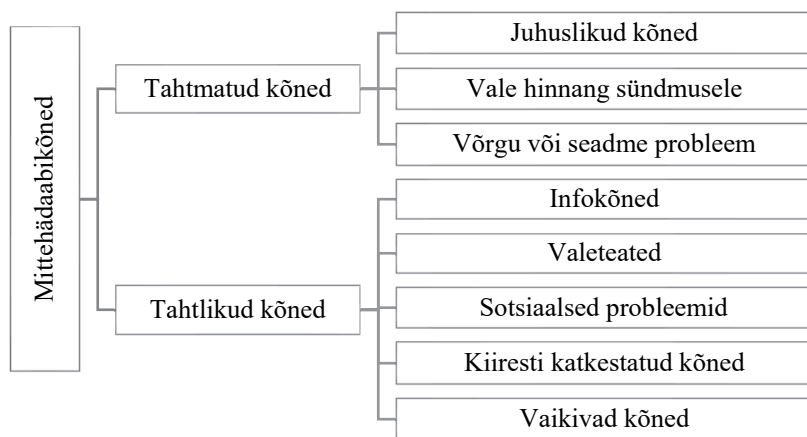 Mittehädaabikõned
Tahtmatud kõned
Juhuslikud kõned
Vale hinnang sündmusele
Võrgu või seadme probleem
Tahtlikud kõned
Infokõned
Valeteated
Sotsiaalsed probleemid
Kiiresti katkestatud kõned
Vaikivad kõned